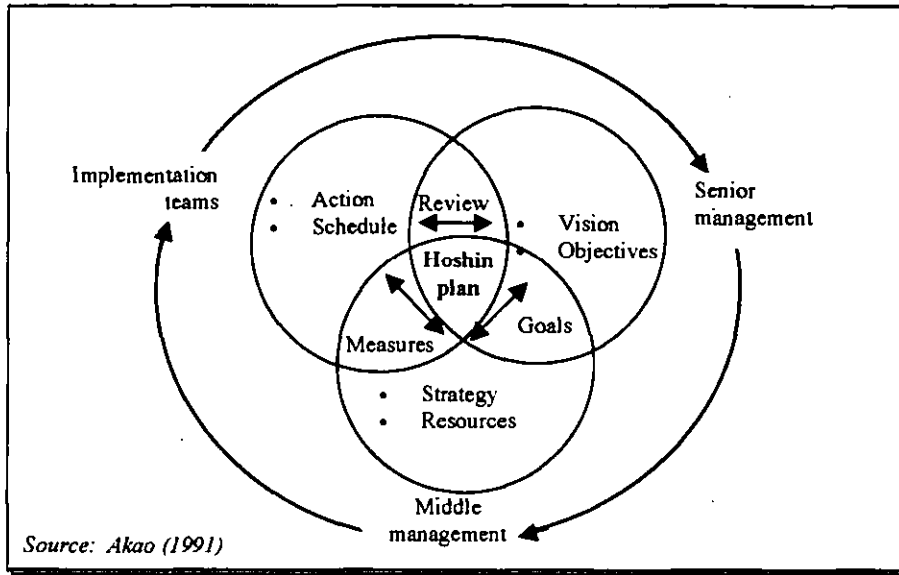 Implementation
teams
• Action
• Schedule
Review
• Vision
• Objectives
Senior
management
Hoshin
plan
Measures
Goals
• Strategy
• Resources
Middle
management
Source: Akao (1991)